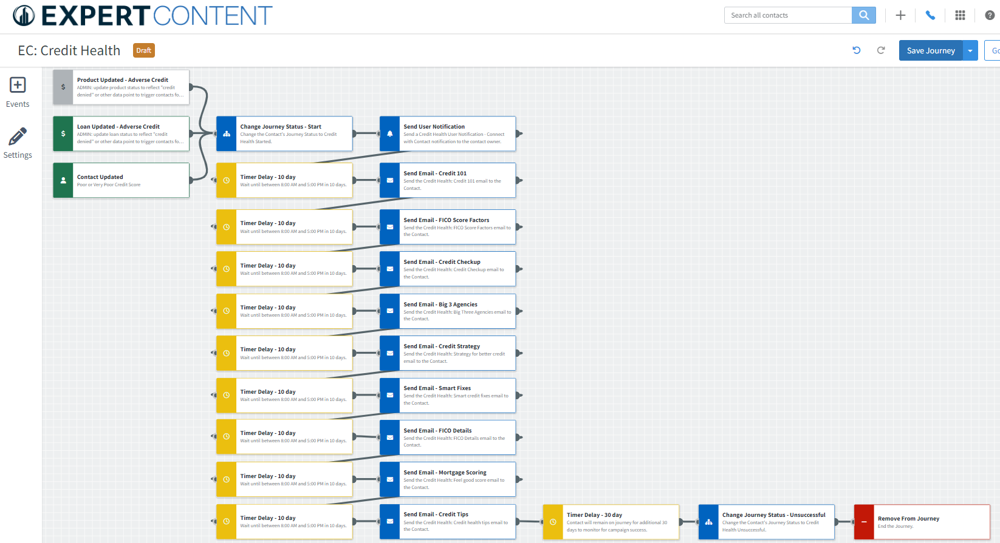 EXPERTCONTENT
Search all contacts
EC: Credit Health
Draft
Save Journey
Go
Events
Settings
Product Updated - Adverse Credit
ADMIN: update product status to reflect "credit
denied" or other data point to trigger contacts fo...
Loan Updated - Adverse Credit
ADMIN: update loan status to reflect "credit
denied" or other data point to trigger contacts fo...
Change Journey Status - Start
Change the Contact's Journey Status to Credit
Health Started.
Send User Notification
Send a Credit Health User Notification - Connect
with Contact notification to the contact owner.
Contact Updated
Poor or Very Poor Credit Score
Timer Delay - 10 day
Wait until between 8:00 AM and 5:00 PM in 10 days.
Send Email - Credit 101
Send the Credit Health: Credit 101 email to the
Contact.
Timer Delay - 10 day
Wait until between 8:00 AM and 5:00 PM in 10 days.
Send Email - FICO Score Factors
Send the Credit Health: FICO Score Factors email to
the Contact.
Timer Delay - 10 day
Wait until between 8:00 AM and 5:00 PM in 10 days.
Send Email - Credit Checkup
Send the Credit Health: Credit Checkup email to
the Contact.
Timer Delay - 10 day
Wait until between 8:00 AM and 5:00 PM in 10 days.
Send Email - Big 3 Agencies
Send the Credit Health: Big Three Agencies email to
the Contact.
Timer Delay - 10 day
Wait until between 8:00 AM and 5:00 PM in 10 days.
Send Email - Credit Strategy
Send the Credit Health: Strategy for better credit
email to the Contact.
Timer Delay - 10 day
Wait until between 8:00 AM and 5:00 PM in 10 days.
Send Email - Smart Fixes
Send the Credit Health: Smart credit fixes email to
the Contact.
Timer Delay - 10 day
Wait until between 8:00 AM and 5:00 PM in 10 days.
Send Email - FICO Details
Send the Credit Health: FICO Details email to the
Contact.
Timer Delay - 10 day
Wait until between 8:00 AM and 5:00 PM in 10 days.
Send Email - Mortgage Scoring
Send the Credit Health: Feel good score email to
the Contact.
Timer Delay - 10 day
Wait until between 8:00 AM and 5:00 PM in 10 days.
Send Email - Credit Tips
Send the Credit Health: Credit health tips email to
the Contact.
Timer Delay - 30 day
Contact will remain on journey for additional 30
days to monitor for campaign success.
Change Journey Status - Unsuccessful
Change the Contact's Journey Status to Credit
Health Unsuccessful.
Remove From Journey
End the Journey.